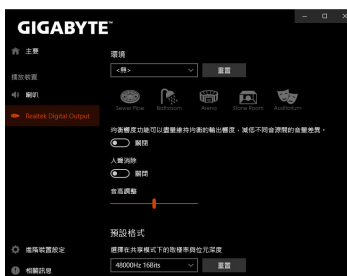 GIGABYTE™
主要
播放裝置
喇叭
Realtek Digital Output
進階裝置設定
相關訊息
環境
<無>
重置
Sewer Pipe Bathroom Arena Stone Room Auditorium
均衡響度功能可以盡量維持均衡的輸出響度，減低不同音源間的音量差異。
關閉
人聲消除
關閉
音高調整
預設格式
選擇在共享模式下的取樣率與位元深度
48000Hz 16Bits
重置